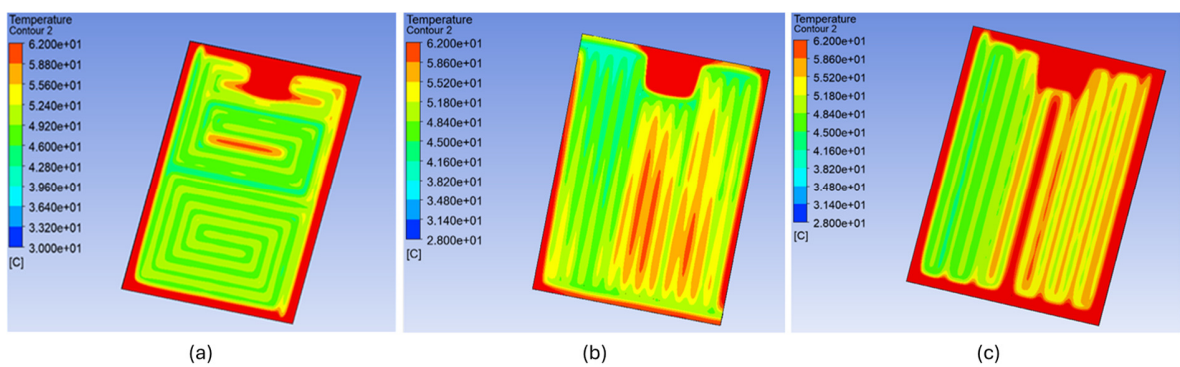 Temperature
Contour 2
6.200e+01
5.880e+01
5.560e+01
5.240e+01
4.920e+01
4.600e+01
4.280e+01
3.960e+01
3.640e+01
3.320e+01
3.000e+01
[C]
(a)
Temperature
Contour 2
6.200e+01
5.860e+01
5.520e+01
5.180e+01
4.840e+01
4.500e+01
4.160e+01
3.820e+01
3.480e+01
3.140e+01
2.800e+01
[C]
(b)
Temperature
Contour 2
6.200e+01
5.860e+01
5.520e+01
5.180e+01
4.840e+01
4.500e+01
4.160e+01
3.820e+01
3.480e+01
3.140e+01
2.800e+01
[C]
(c)